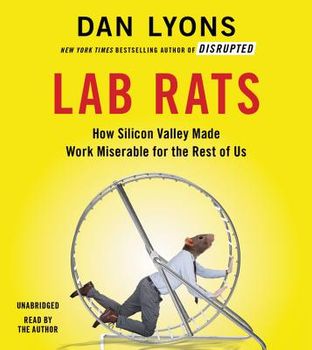 DAN LYONS
NEW YORK TIMES BESTSELLING AUTHOR OF DISRUPTED
LAB RATS
How Silicon Valley Made
Work Miserable for the Rest of Us
UNABRIDGED
READ BY
THE AUTHOR